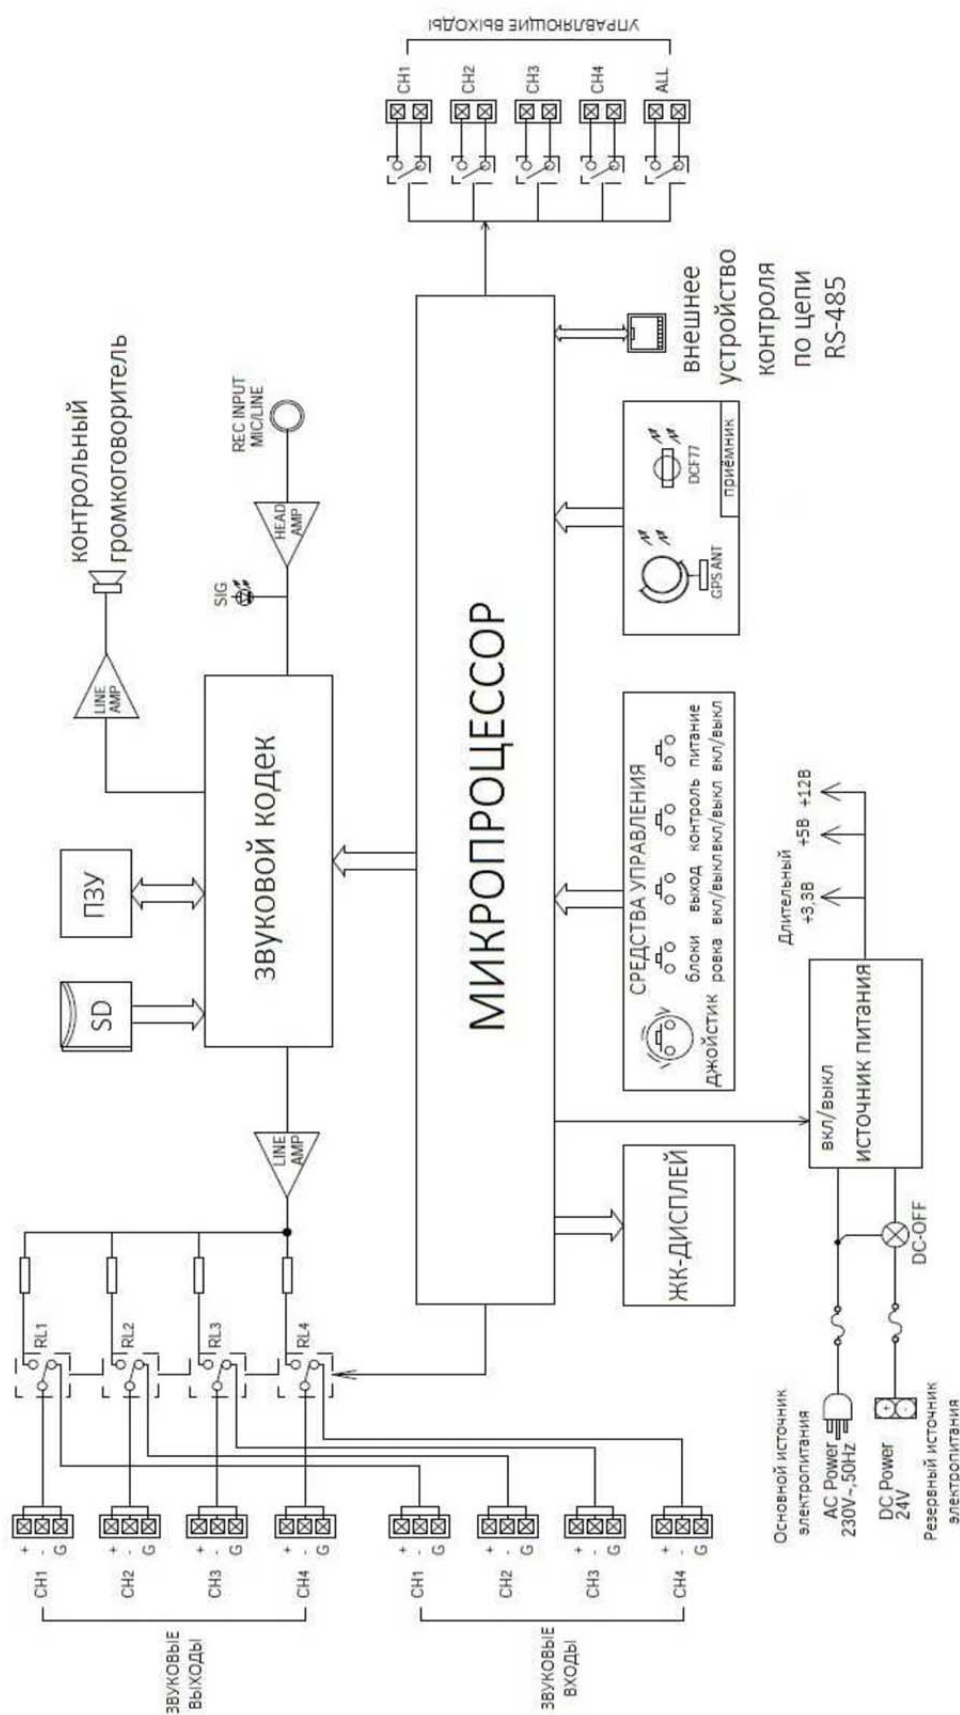 УПРАВЛЯЮЩИЕ ВЫХОДЫ
CH1
CH2
CH3
CH4
ALL
контрольный
громкоговоритель
LINE
AMP
REC INPUT
MIC/LINE
HEAD
AMP
SIG
ПЗУ
SD
ЗВУКОВОЙ КОДЕК
LINE
AMP
RL1
RL2
RL3
RL4
МИКРОПРОЦЕССОР
внешнее
устройство
контроля
по цепи
RS-485
DCF77
GPS ANT
приёмник
СРЕДСТВА УПРАВЛЕНИЯ
джойстик
блоки выход контроль питание
ровка вкл/выкл вкл/выкл вкл/выкл
ЖК-ДИСПЛЕЙ
вкл/выкл
ИСТОЧНИК ПИТАНИЯ
Длительный
+3,3В
+5В
+12В
DC-OFF
Основной источник
электропитания
AC Power
230V~,50Hz
DC Power
24V
Резервный источник
электропитания
+
-
+ - G
CH1
+ - G
CH2
+ - G
CH3
+ - G
CH4
ЗВУКОВЫЕ
ВЫХОДЫ
+ - G
CH1
+ - G
CH2
+ - G
CH3
+ - G
CH4
ЗВУКОВЫЕ
ВХОДЫ